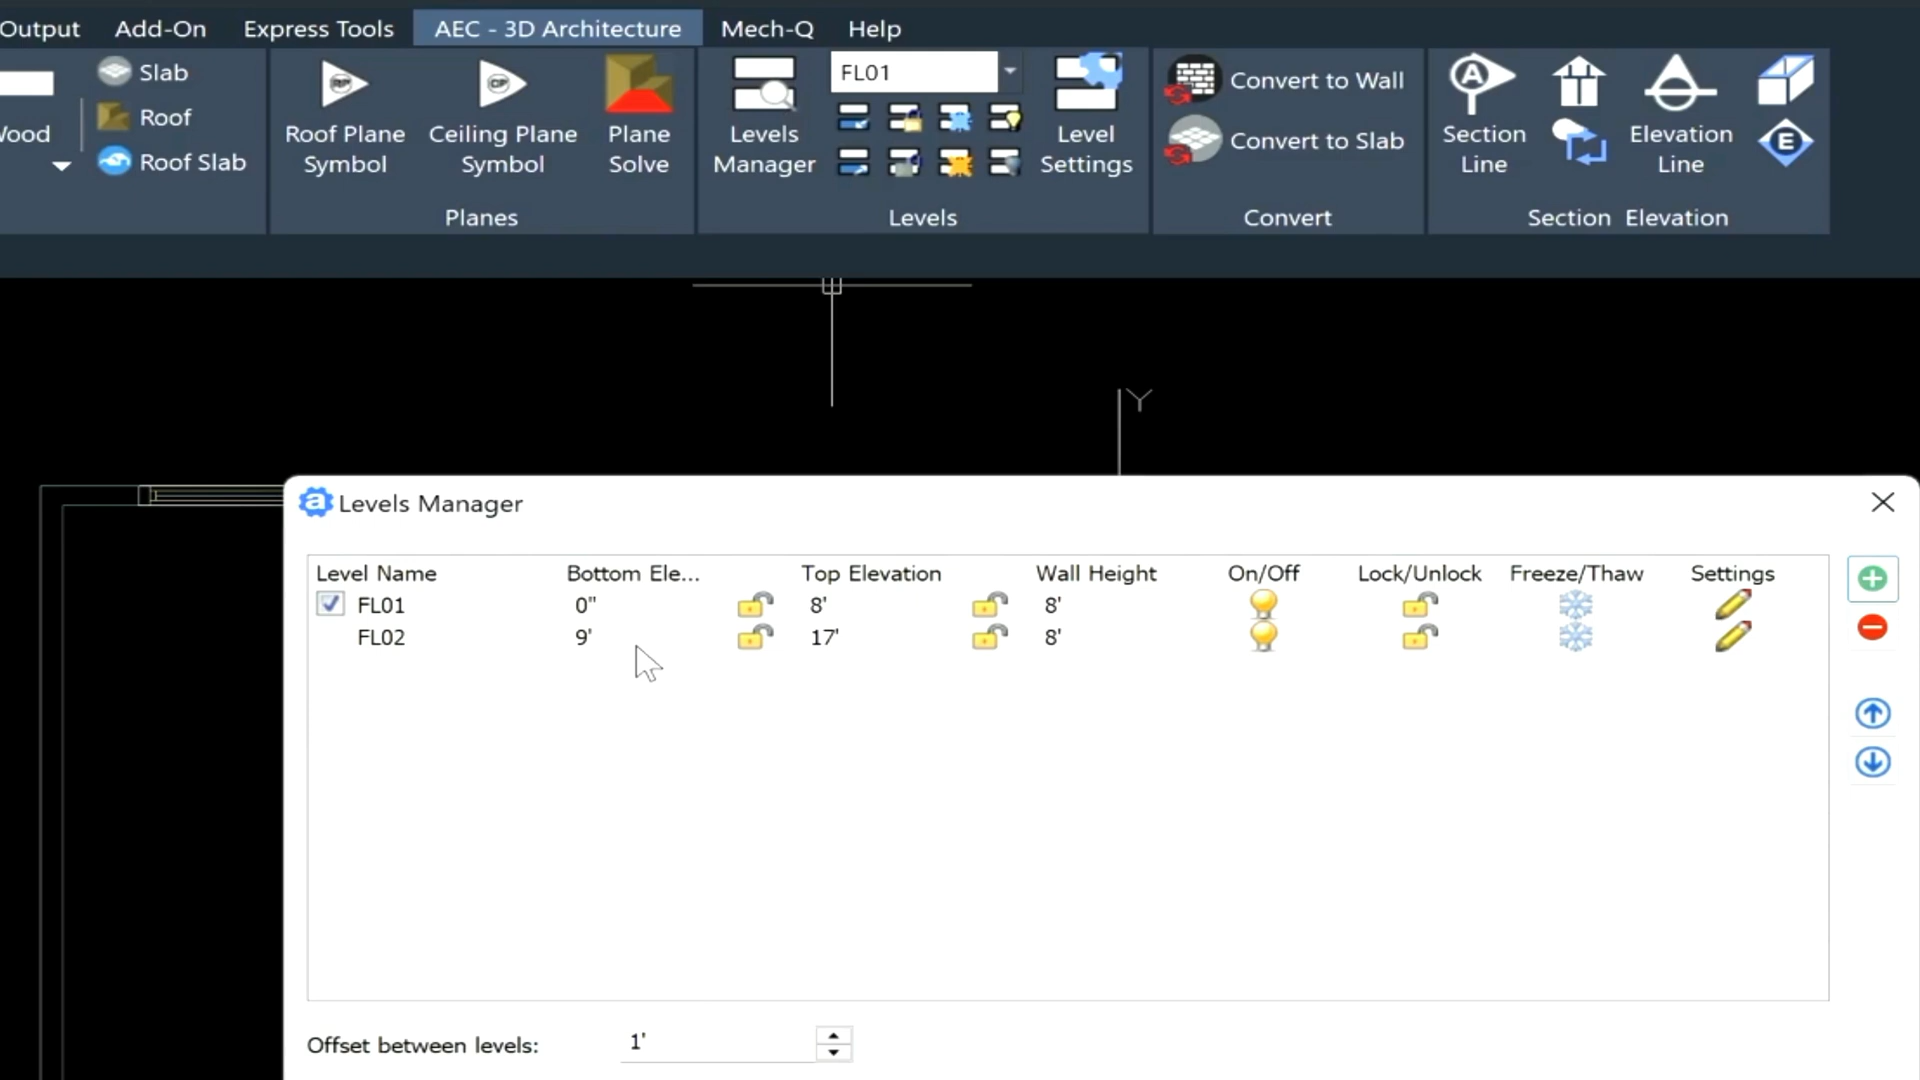 Output Add-On Express Tools AEC - 3D Architecture Mech-Q Help
Slab
Roof
Roof Slab
Roof Plane Symbol
Ceiling Plane Symbol
Plane Solve
Planes
Levels Manager
FL01
Level Settings
Levels
Convert to Wall
Convert to Slab
Convert
A
Section Line
Elevation Line
E
Section Elevation
Y
a Levels Manager
Level Name Bottom Ele... Top Elevation Wall Height On/Off Lock/Unlock Freeze/Thaw Settings
FL01 0" 8' 8'
FL02 9' 17' 8'
Offset between levels: 1'